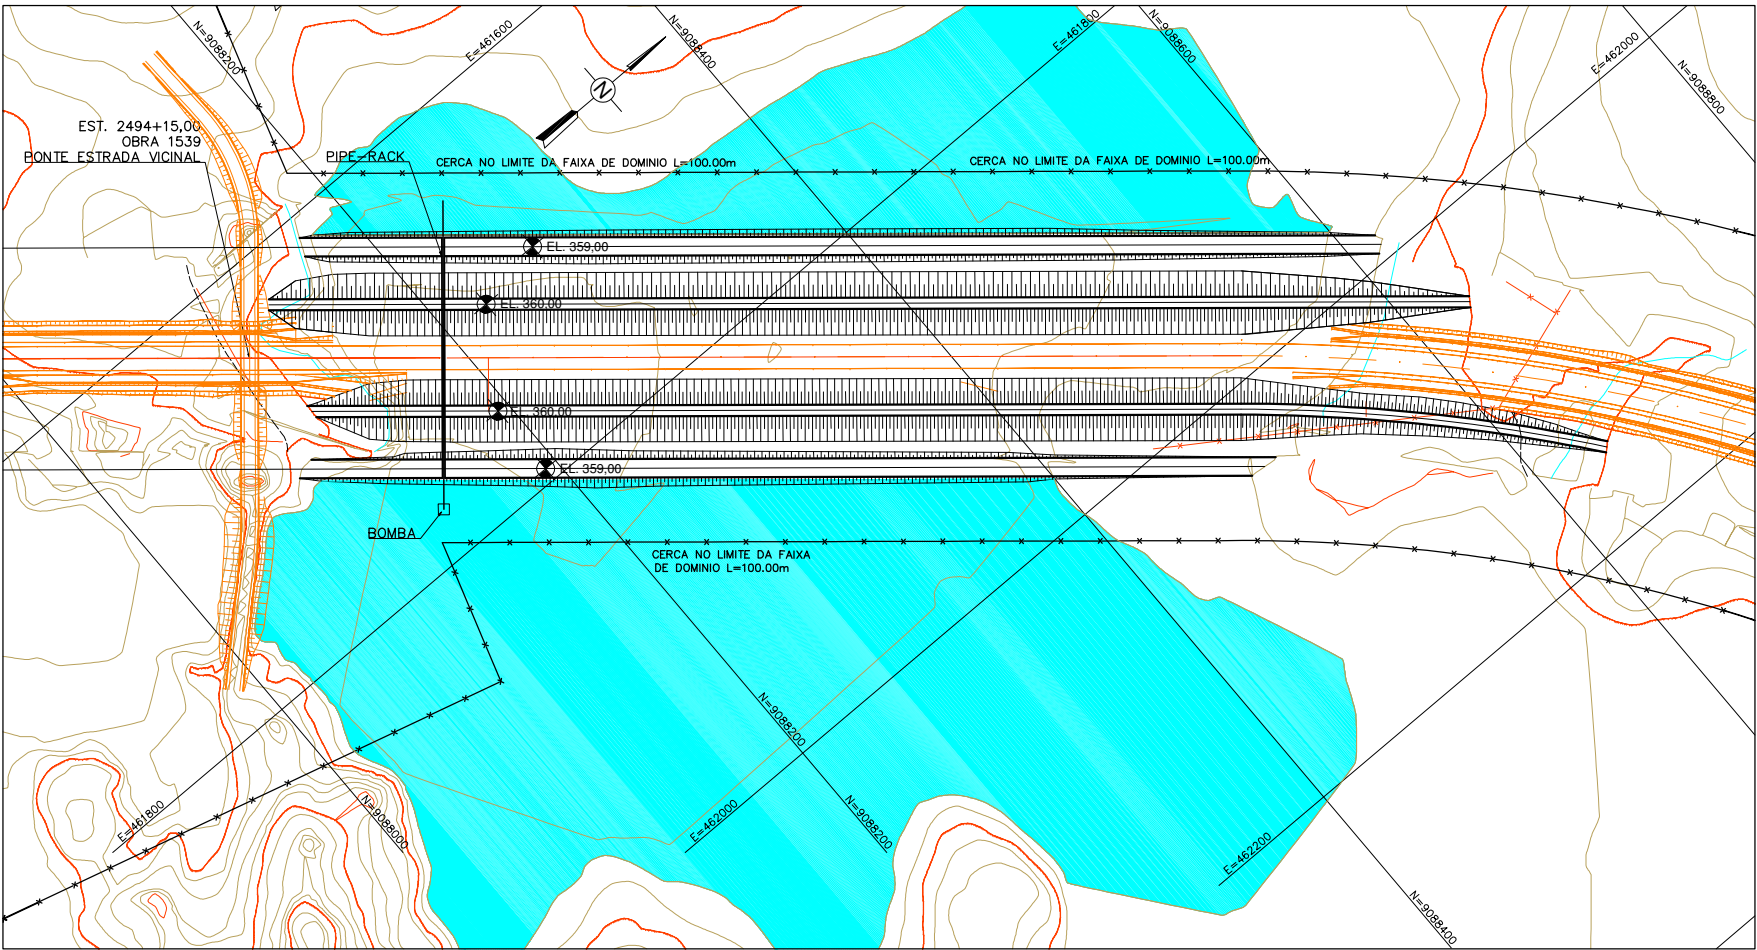 N=9088200
E=461600
N=9088400
E=461800
N=9088600
E=462000
N=9088800
N
EST. 2494+15,00
OBRA 1539
PONTE ESTRADA VICINAL
PIPE-RACK
CERCA NO LIMITE DA FAIXA DE DOMINIO L=100.00m
CERCA NO LIMITE DA FAIXA DE DOMINIO L=100.00m
EL. 359,00
EL. 360,00
EL. 360,00
EL. 359,00
BOMBA
CERCA NO LIMITE DA FAIXA
DE DOMINIO L=100.00m
N=9088200
E=461800
N=9088000
E=462000
N=9088200
E=462200
N=9088400